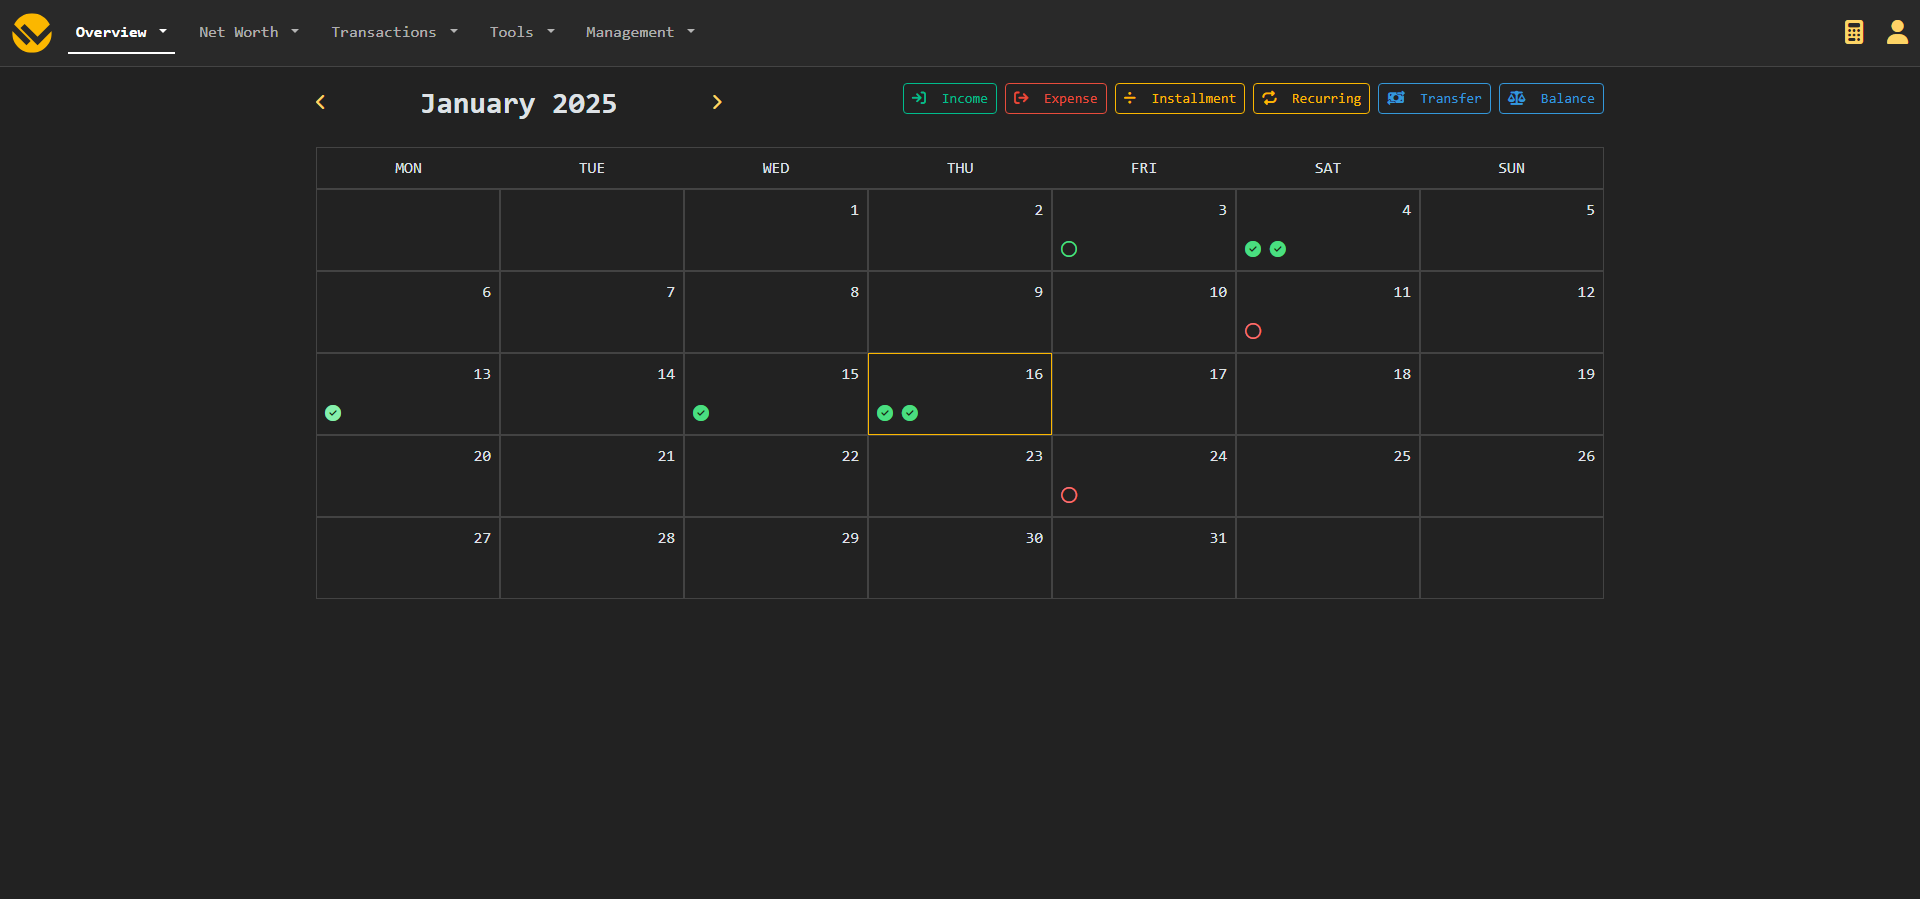 Overview Net Worth Transactions Tools Management
January 2025
Income Expense Installment Recurring Transfer Balance
MON TUE WED THU FRI SAT SUN
1 2 3 4 5
6 7 8 9 10 11 12
13 14 15 16 17 18 19
20 21 22 23 24 25 26
27 28 29 30 31